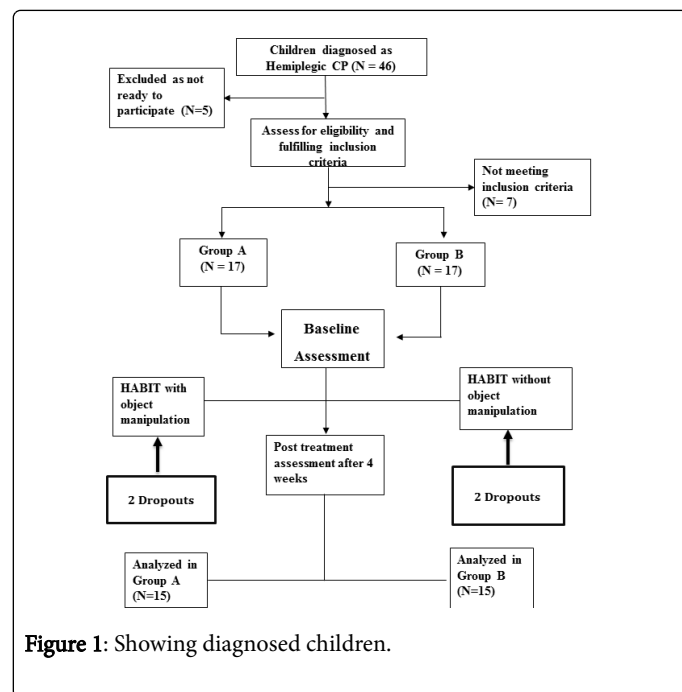 Children diagnosed as
Hemiplegic CP (N = 46)
Excluded as not
ready to
participate (N=5)
Assess for eligibility and
fulfilling inclusion
criteria
Not meeting
inclusion criteria
(N= 7)
Group A
(N = 17)
Group B
(N = 17)
Baseline
Assessment
HABIT with
object
manipulation
HABIT without
object
manipulation
Post treatment
assessment after 4
weeks
2 Dropouts
2 Dropouts
Analyzed in
Group A
(N=15)
Analyzed in
Group B
(N=15)
Figure 1: Showing diagnosed children.